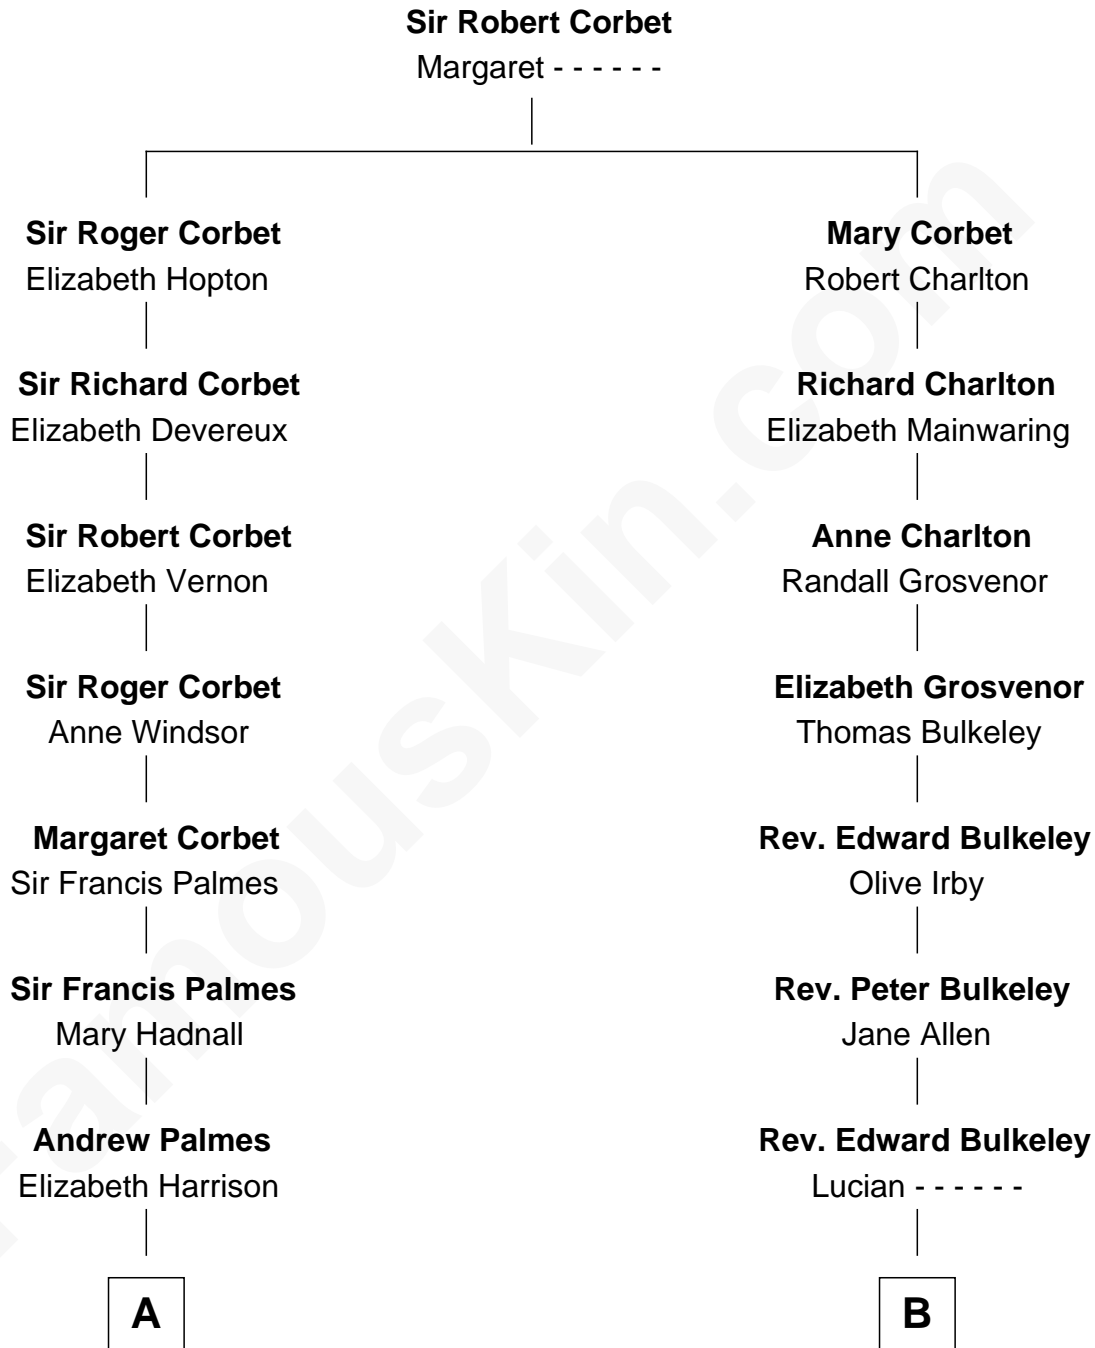 Sir Robert Corbet
Margaret - - - - - -
Sir Roger Corbet
Elizabeth Hopton
Mary Corbet
Robert Charlton
Sir Richard Corbet
Elizabeth Devereux
Richard Charlton
Elizabeth Mainwaring
Sir Robert Corbet
Elizabeth Vernon
Anne Charlton
Randall Grosvenor
Sir Roger Corbet
Anne Windsor
Elizabeth Grosvenor
Thomas Bulkeley
Margaret Corbet
Sir Francis Palmes
Rev. Edward Bulkeley
Olive Irby
Sir Francis Palmes
Mary Hadnall
Rev. Peter Bulkeley
Jane Allen
Andrew Palmes
Elizabeth Harrison
Rev. Edward Bulkeley
Lucian - - - - - -
A
B
FamousKin.com